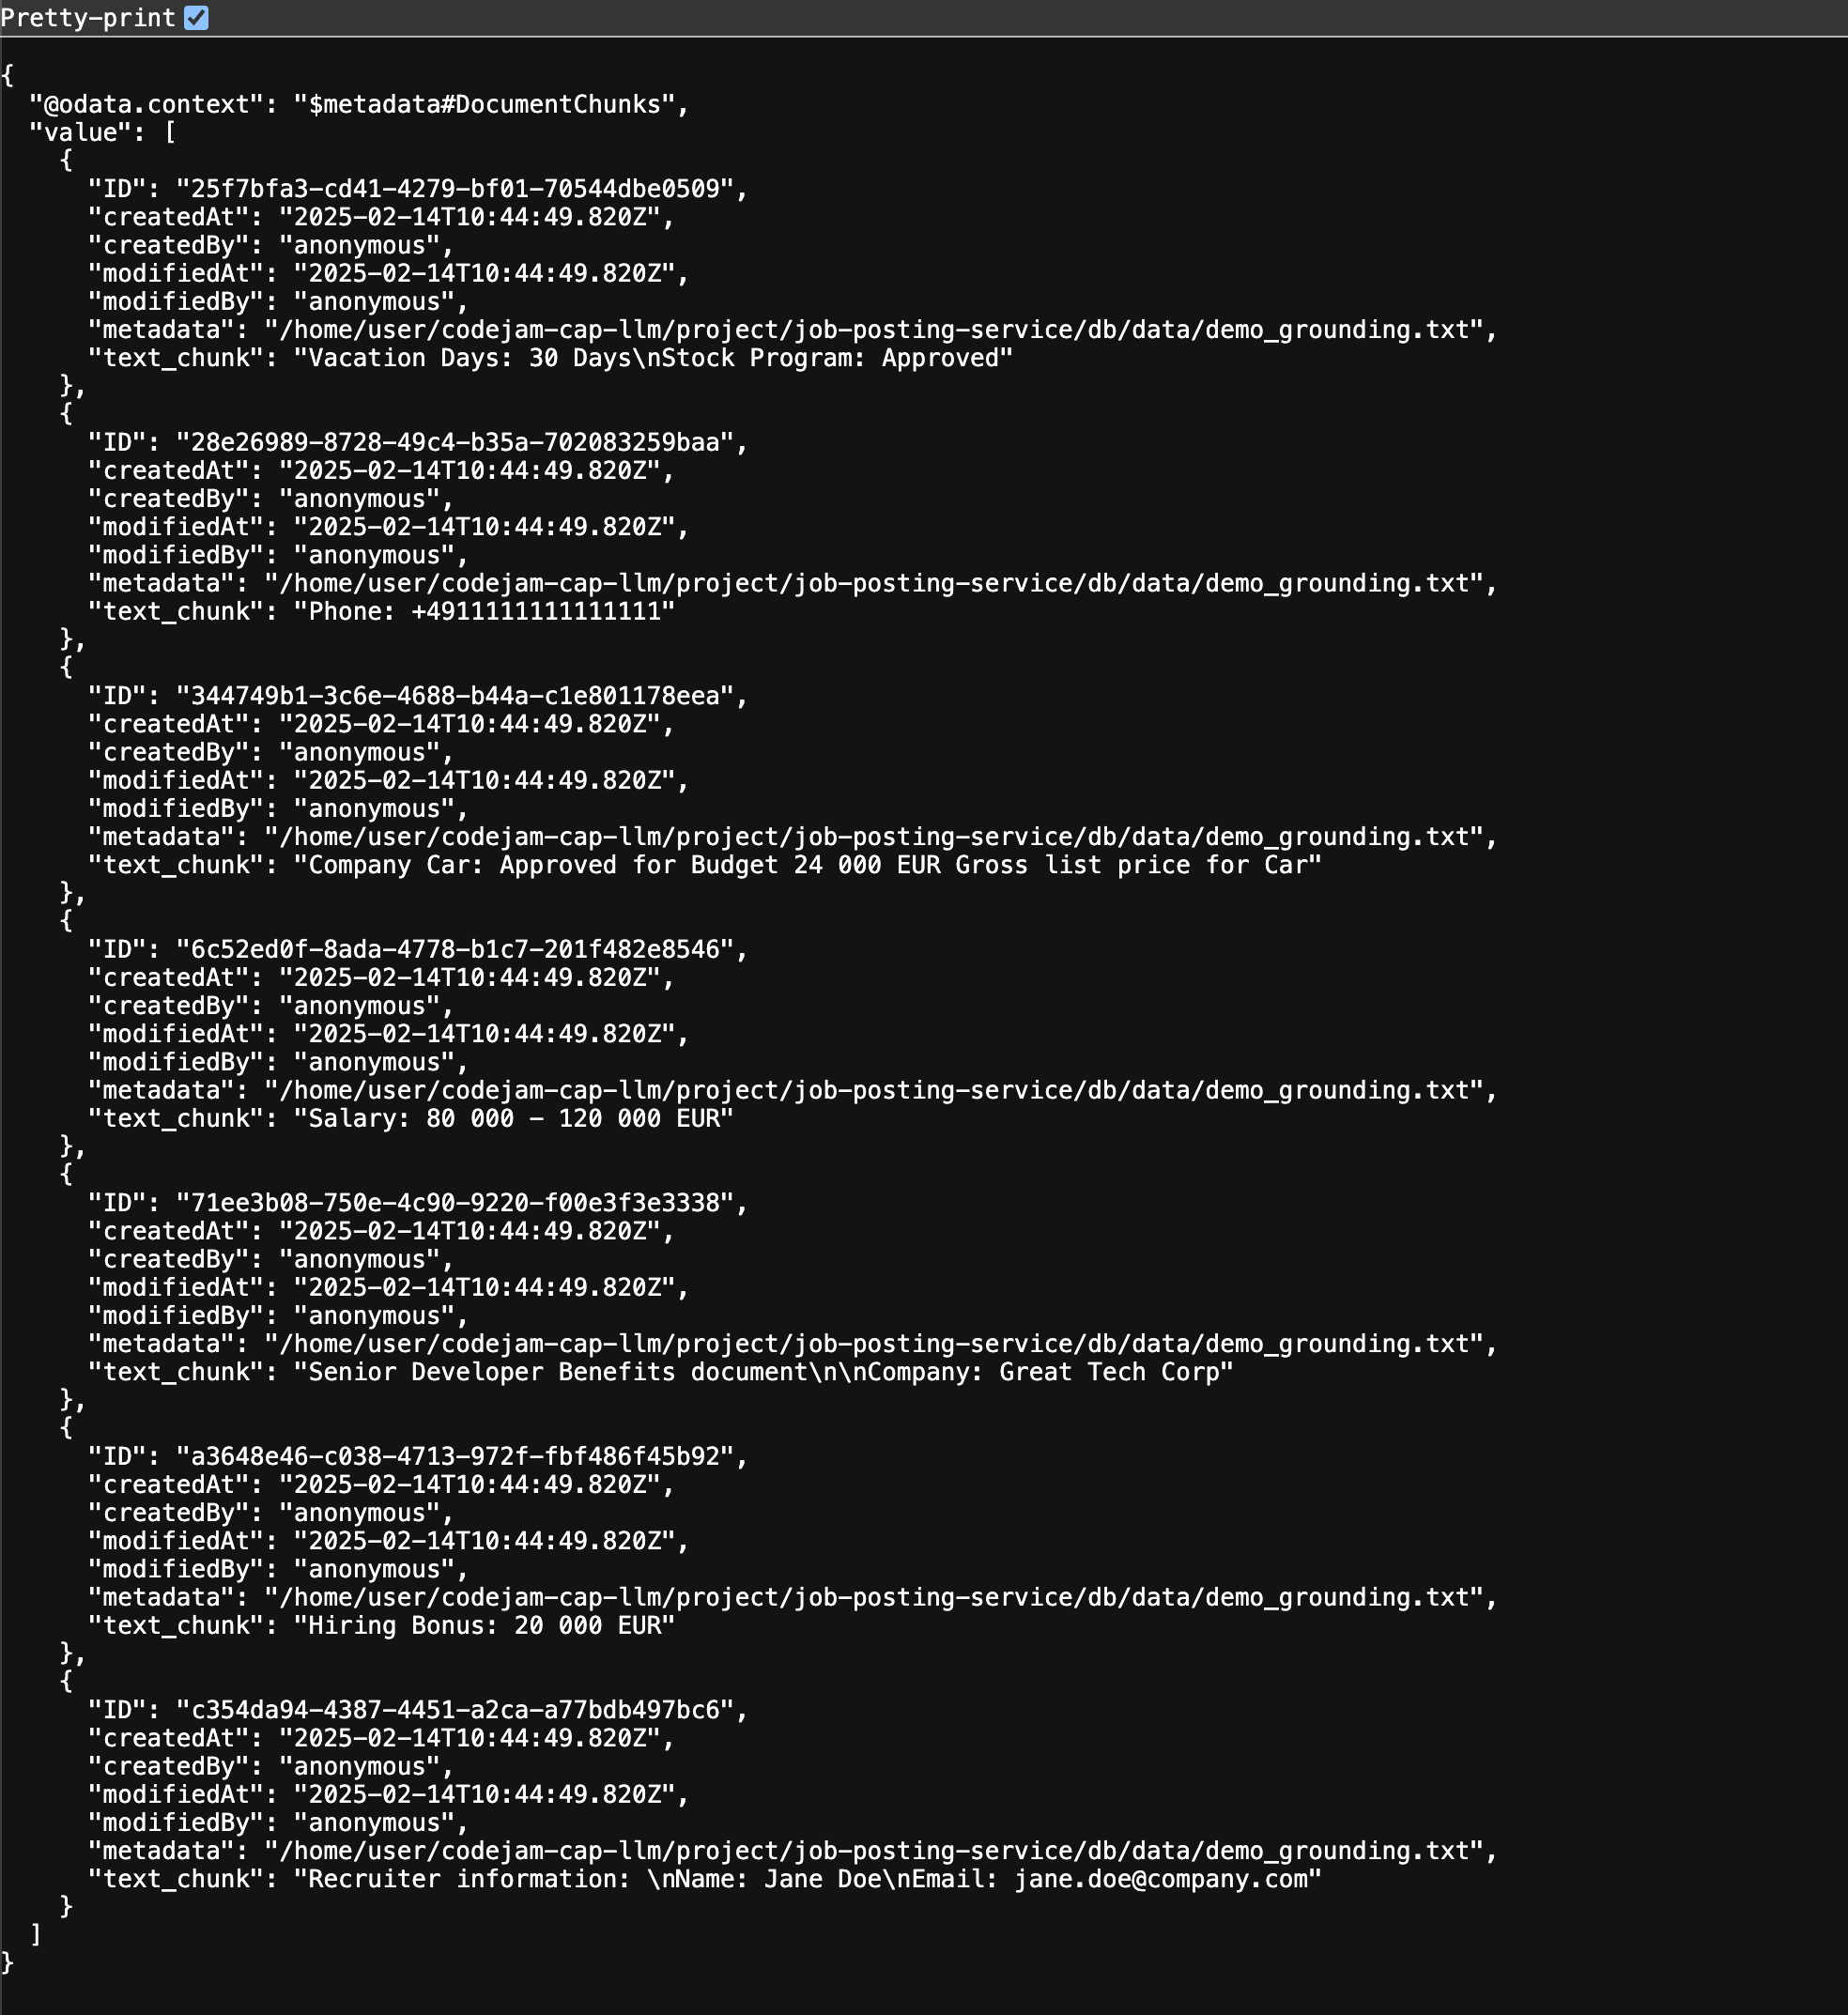 Pretty-print
{
  "@odata.context": "$metadata#DocumentChunks",
  "value": [
    {
      "ID": "25f7bfa3-cd41-4279-bf01-70544dbe0509",
      "createdAt": "2025-02-14T10:44:49.820Z",
      "createdBy": "anonymous",
      "modifiedAt": "2025-02-14T10:44:49.820Z",
      "modifiedBy": "anonymous",
      "metadata": "/home/user/codejam-cap-llm/project/job-posting-service/db/data/demo_grounding.txt",
      "text_chunk": "Vacation Days: 30 Days\nStock Program: Approved"
    },
    {
      "ID": "28e26989-8728-49c4-b35a-702083259baa",
      "createdAt": "2025-02-14T10:44:49.820Z",
      "createdBy": "anonymous",
      "modifiedAt": "2025-02-14T10:44:49.820Z",
      "modifiedBy": "anonymous",
      "metadata": "/home/user/codejam-cap-llm/project/job-posting-service/db/data/demo_grounding.txt",
      "text_chunk": "Phone: +4911111111111111"
    },
    {
      "ID": "344749b1-3c6e-4688-b44a-c1e801178eea",
      "createdAt": "2025-02-14T10:44:49.820Z",
      "createdBy": "anonymous",
      "modifiedAt": "2025-02-14T10:44:49.820Z",
      "modifiedBy": "anonymous",
      "metadata": "/home/user/codejam-cap-llm/project/job-posting-service/db/data/demo_grounding.txt",
      "text_chunk": "Company Car: Approved for Budget 24 000 EUR Gross list price for Car"
    },
    {
      "ID": "6c52ed0f-8ada-4778-b1c7-201f482e8546",
      "createdAt": "2025-02-14T10:44:49.820Z",
      "createdBy": "anonymous",
      "modifiedAt": "2025-02-14T10:44:49.820Z",
      "modifiedBy": "anonymous",
      "metadata": "/home/user/codejam-cap-llm/project/job-posting-service/db/data/demo_grounding.txt",
      "text_chunk": "Salary: 80 000 – 120 000 EUR"
    },
    {
      "ID": "71ee3b08-750e-4c90-9220-f00e3f3e3338",
      "createdAt": "2025-02-14T10:44:49.820Z",
      "createdBy": "anonymous",
      "modifiedAt": "2025-02-14T10:44:49.820Z",
      "modifiedBy": "anonymous",
      "metadata": "/home/user/codejam-cap-llm/project/job-posting-service/db/data/demo_grounding.txt",
      "text_chunk": "Senior Developer Benefits document\n\nCompany: Great Tech Corp"
    },
    {
      "ID": "a3648e46-c038-4713-972f-fbf486f45b92",
      "createdAt": "2025-02-14T10:44:49.820Z",
      "createdBy": "anonymous",
      "modifiedAt": "2025-02-14T10:44:49.820Z",
      "modifiedBy": "anonymous",
      "metadata": "/home/user/codejam-cap-llm/project/job-posting-service/db/data/demo_grounding.txt",
      "text_chunk": "Hiring Bonus: 20 000 EUR"
    },
    {
      "ID": "c354da94-4387-4451-a2ca-a77bdb497bc6",
      "createdAt": "2025-02-14T10:44:49.820Z",
      "createdBy": "anonymous",
      "modifiedAt": "2025-02-14T10:44:49.820Z",
      "modifiedBy": "anonymous",
      "metadata": "/home/user/codejam-cap-llm/project/job-posting-service/db/data/demo_grounding.txt",
      "text_chunk": "Recruiter information: \nName: Jane Doe\nEmail: jane.doe@company.com"
    }
  ]
}